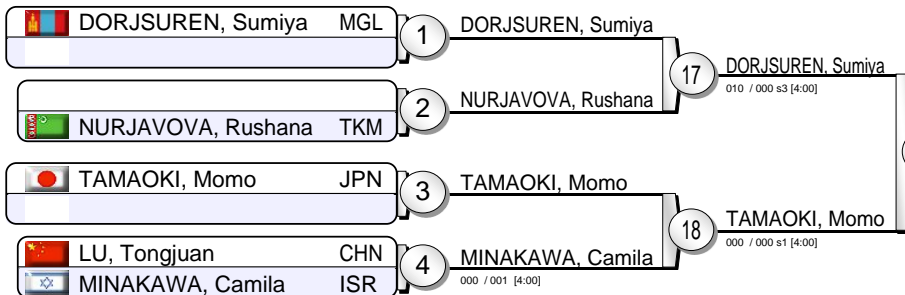 DORJSUREN, Sumiya MGL
1
DORJSUREN, Sumiya
17
DORJSUREN, Sumiya
010 / 000 s3 [4:00]
2
NURJAVOVA, Rushana
NURJAVOVA, Rushana TKM
TAMAOKI, Momo JPN
3
TAMAOKI, Momo
18
TAMAOKI, Momo
000 / 000 s1 [4:00]
LU, Tongjuan CHN
4
MINAKAWA, Camila
000 / 001 [4:00]
MINAKAWA, Camila ISR